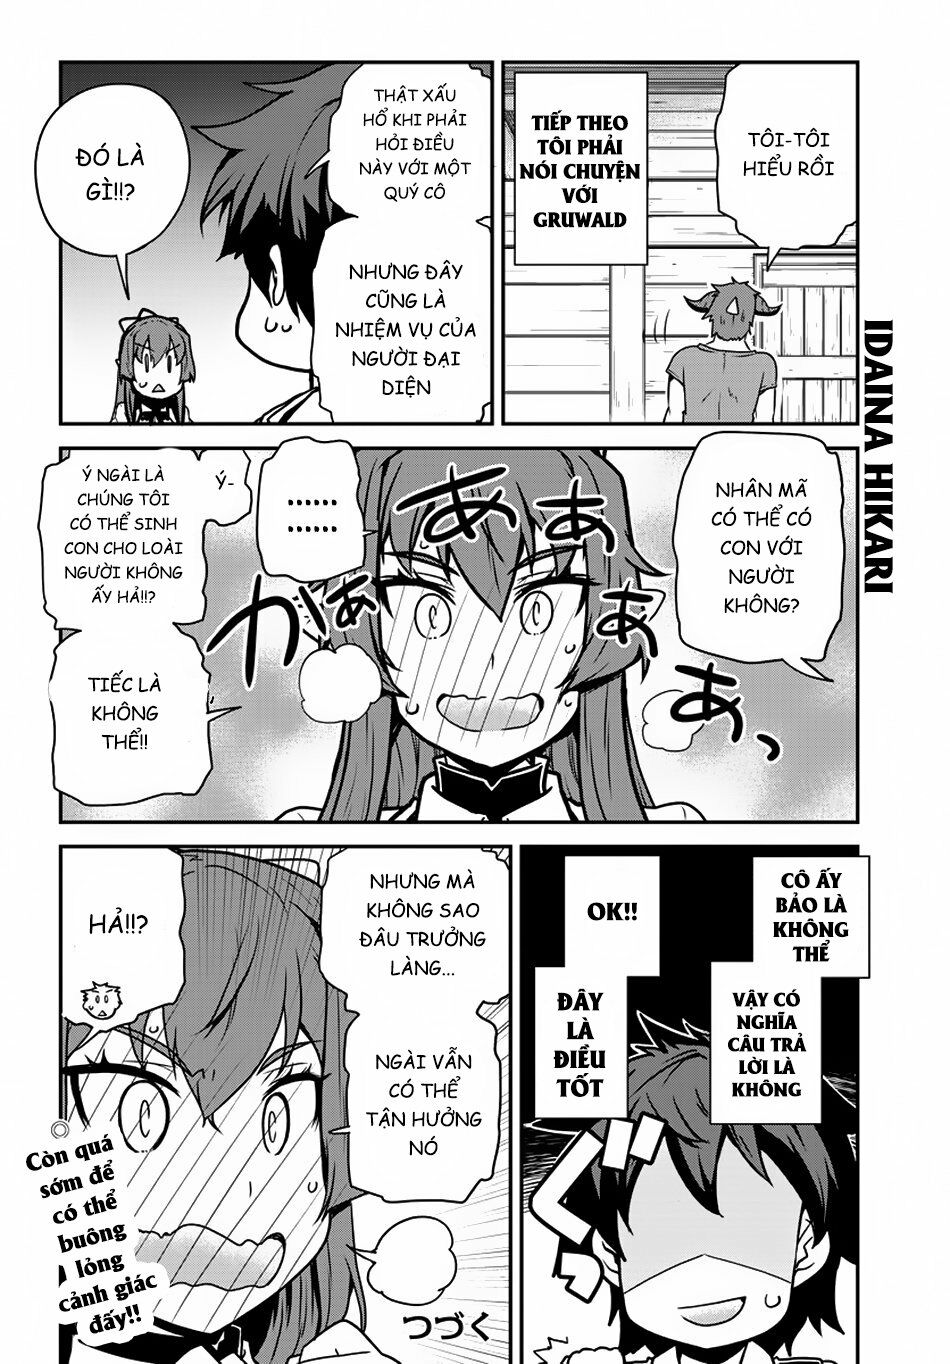 TÔI-TÔI
HIỂU RỒI
TIẾP THEO
TÔI PHẢI
NÓI CHUYỆN
VỚI
GRUWALD
THẬT XẤU
HỔ KHI PHẢI
HỎI ĐIỀU
NÀY VỚI MỘT
QUÝ CÔ
NHƯNG ĐÂY
CŨNG LÀ
NHIỆM VỤ CỦA
NGƯỜI ĐẠI
DIỆN
ĐÓ LÀ
GÌ!!?
IDAINA HIKARI
NHÂN MÃ
CÓ THỂ CÓ
CON VỚI
NGƯỜI
KHÔNG?
かぁ
あぁ
あぁ
あっ
......
......
Ý-
Ý NGÀI LÀ
CHÚNG TÔI
CÓ THỂ SINH
CON CHO LOÀI
NGƯỜI KHÔNG
ẤY HẢ!!?
TIẾC LÀ
KHÔNG
THỂ!!
CÔ ẤY
BẢO LÀ
KHÔNG
THỂ
VẬY CÓ
NGHĨA
CÂU TRẢ
LỜI LÀ
KHÔNG
OK!!
ĐÂY
LÀ
ĐIỀU
TỐT
NHƯNG MÀ
KHÔNG SAO
ĐÂU TRƯỞNG
LÀNG...
NGÀI VẪN
CÓ THỂ
TẬN HƯỞNG
NÓ
HẢ!!?
Còn quá
sớm để
có thể
buông
lỏng
cảnh giác
đấy!!
つづく